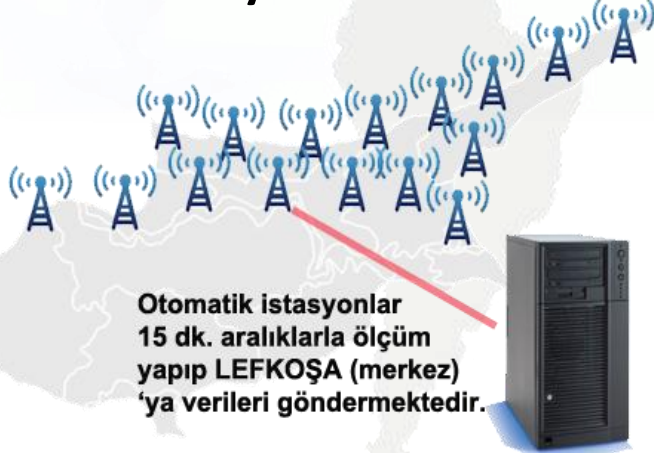 Otomatik istasyonlar
15 dk. aralıklarla ölçüm
yapıp LEFKOŞA (merkez)
‘ya verileri göndermektedir.